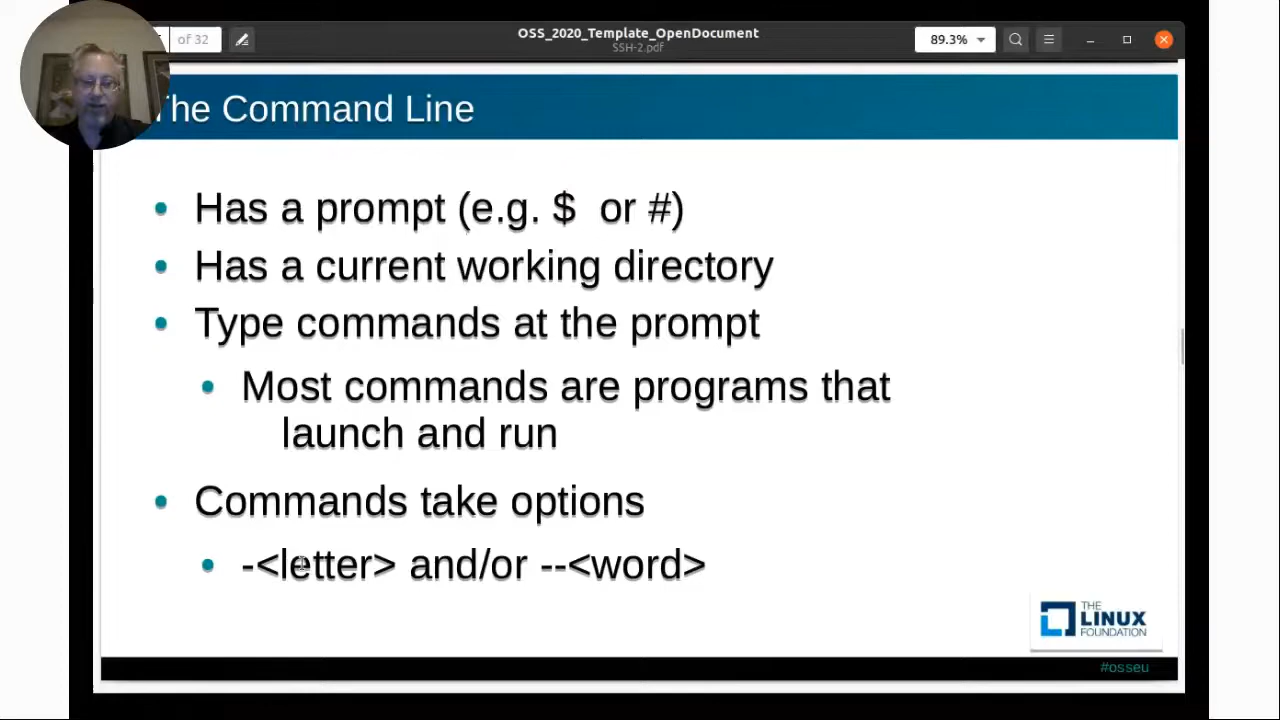 of 32
OSS_2020_Template_OpenDocument
SSH-2.pdf
89.3%
The Command Line
• Has a prompt (e.g. $ or #)
• Has a current working directory
• Type commands at the prompt
• Most commands are programs that
launch and run
• Commands take options
• -<letter> and/or --<word>
THE
LINUX
FOUNDATION
#osseu